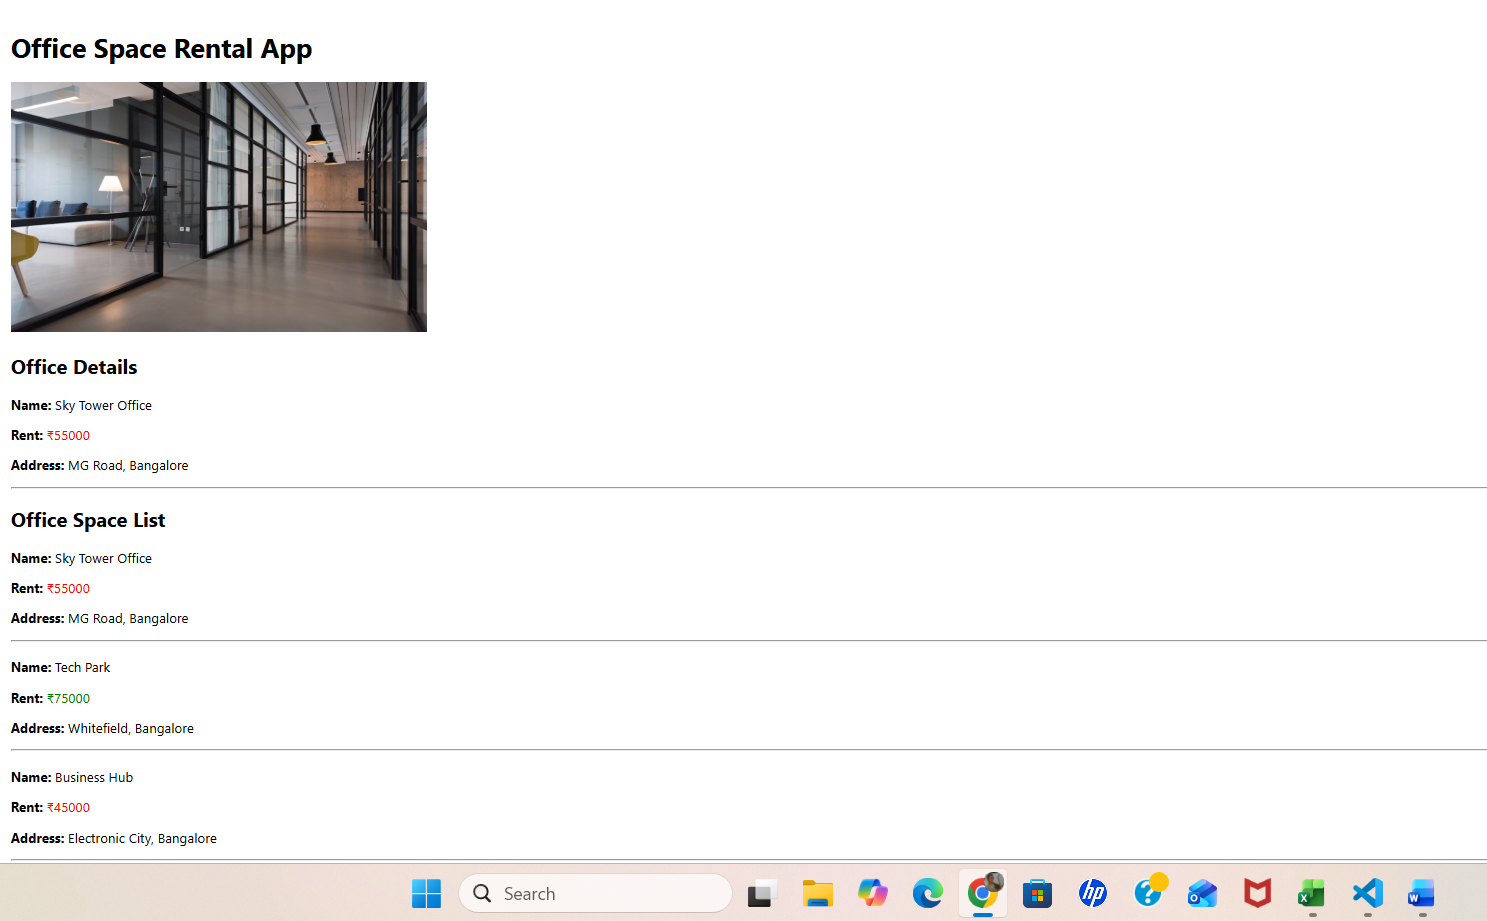 Office Space Rental App
Office Details
Name: Sky Tower Office
Rent: ₹55000
Address: MG Road, Bangalore
Office Space List
Name: Sky Tower Office
Rent: ₹55000
Address: MG Road, Bangalore
Name: Tech Park
Rent: ₹75000
Address: Whitefield, Bangalore
Name: Business Hub
Rent: ₹45000
Address: Electronic City, Bangalore
Search
hp
?
O
X
W